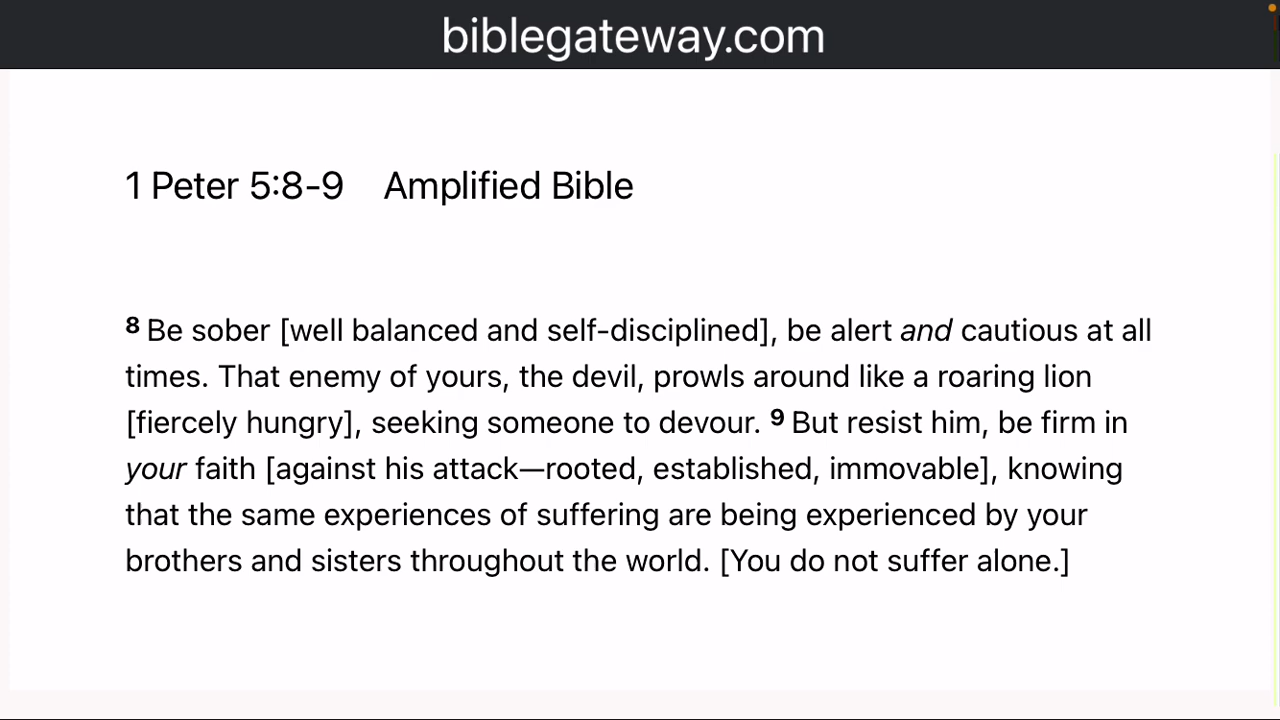 biblegateway.com
1 Peter 5:8-9 Amplified Bible
8 Be sober [well balanced and self-disciplined], be alert and cautious at all
times. That enemy of yours, the devil, prowls around like a roaring lion
[fiercely hungry], seeking someone to devour. 9 But resist him, be firm in
your faith [against his attack—rooted, established, immovable], knowing
that the same experiences of suffering are being experienced by your
brothers and sisters throughout the world. [You do not suffer alone.]